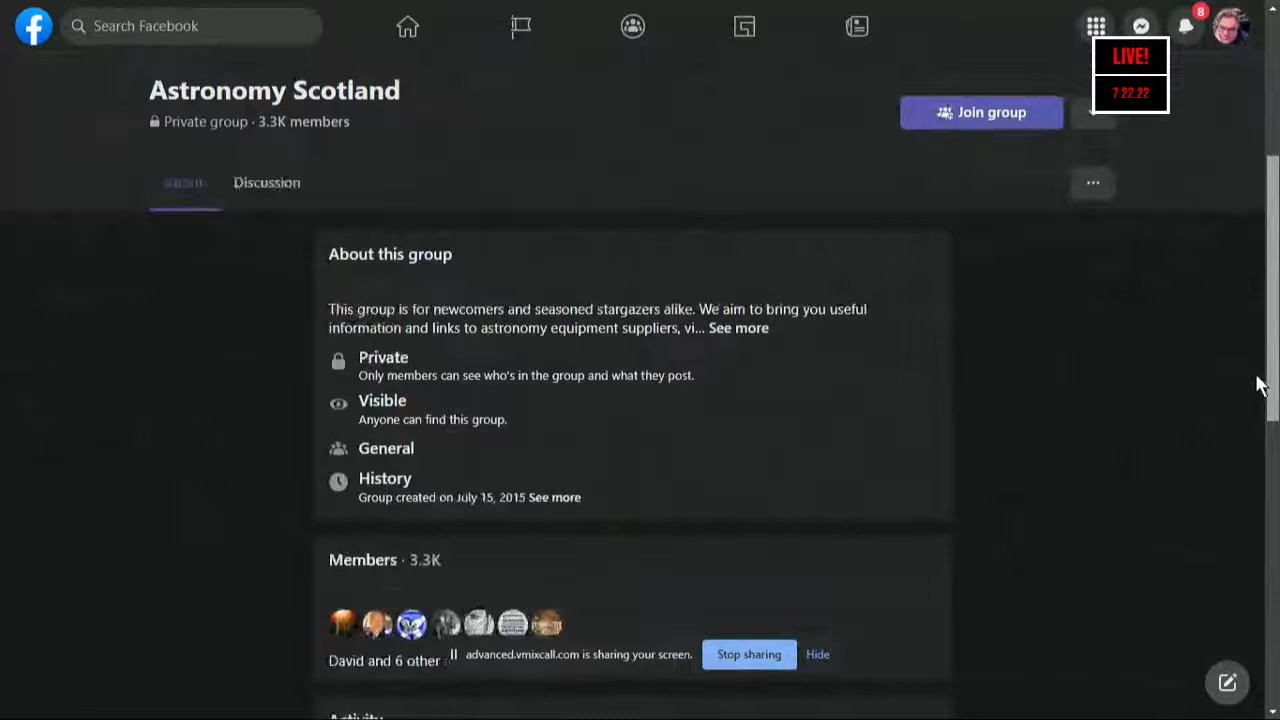 Search Facebook
8
LIVE!
7.22.22
Astronomy Scotland
Private group · 3.3K members
Join group
About
Discussion
About this group
This group is for newcomers and seasoned stargazers alike. We aim to bring you useful
information and links to astronomy equipment suppliers, vi... See more
Private
Only members can see who's in the group and what they post.
Visible
Anyone can find this group.
General
History
Group created on July 15, 2015 See more
Members · 3.3K
David and 6 other
advanced.vmixcall.com is sharing your screen.
Stop sharing
Hide
Activity